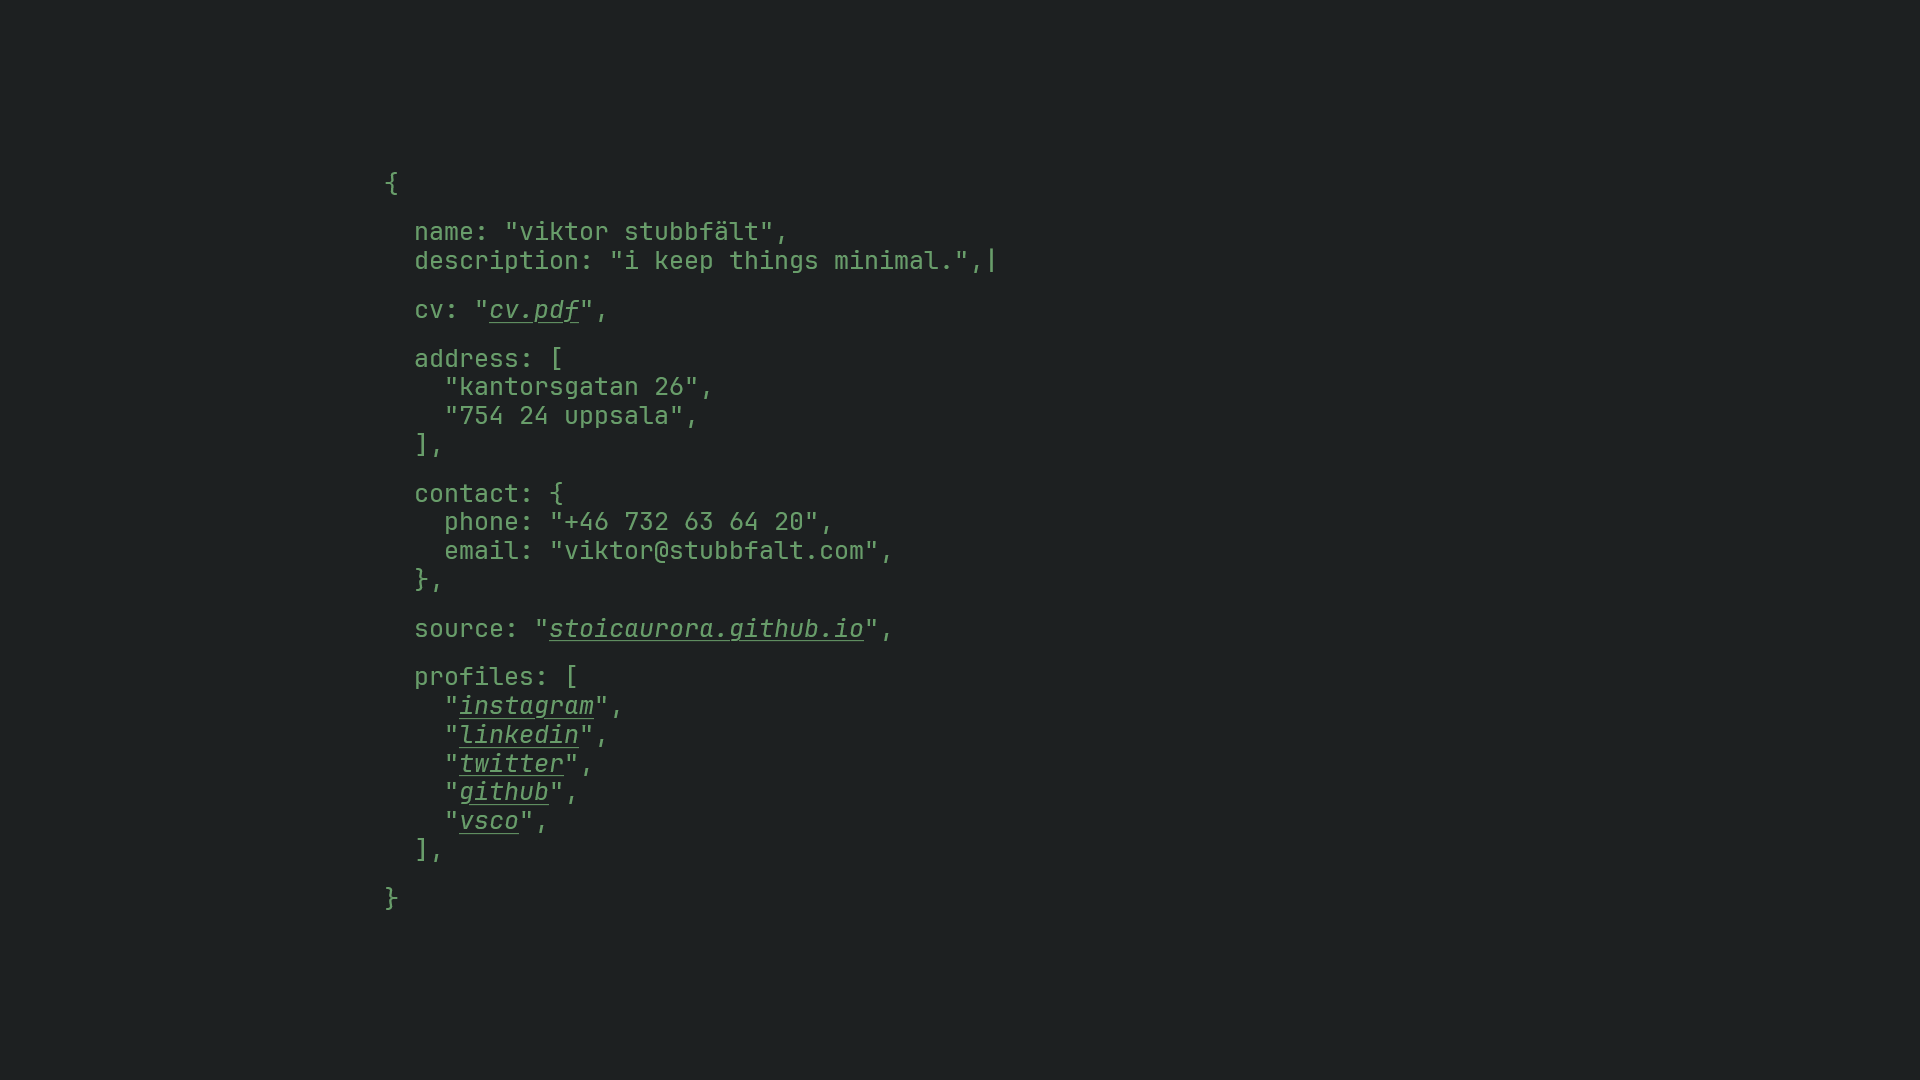 {
name: "viktor stubbfält",
description: "i keep things minimal.",|
cv: "cv.pdf",
address: [
"kantorsgatan 26",
"754 24 uppsala",
],
contact: {
phone: "+46 732 63 64 20",
email: "viktor@stubbfalt.com",
},
source: "stoicaurora.github.io",
profiles: [
"instagram",
"linkedin",
"twitter",
"github",
"vsco",
],
}